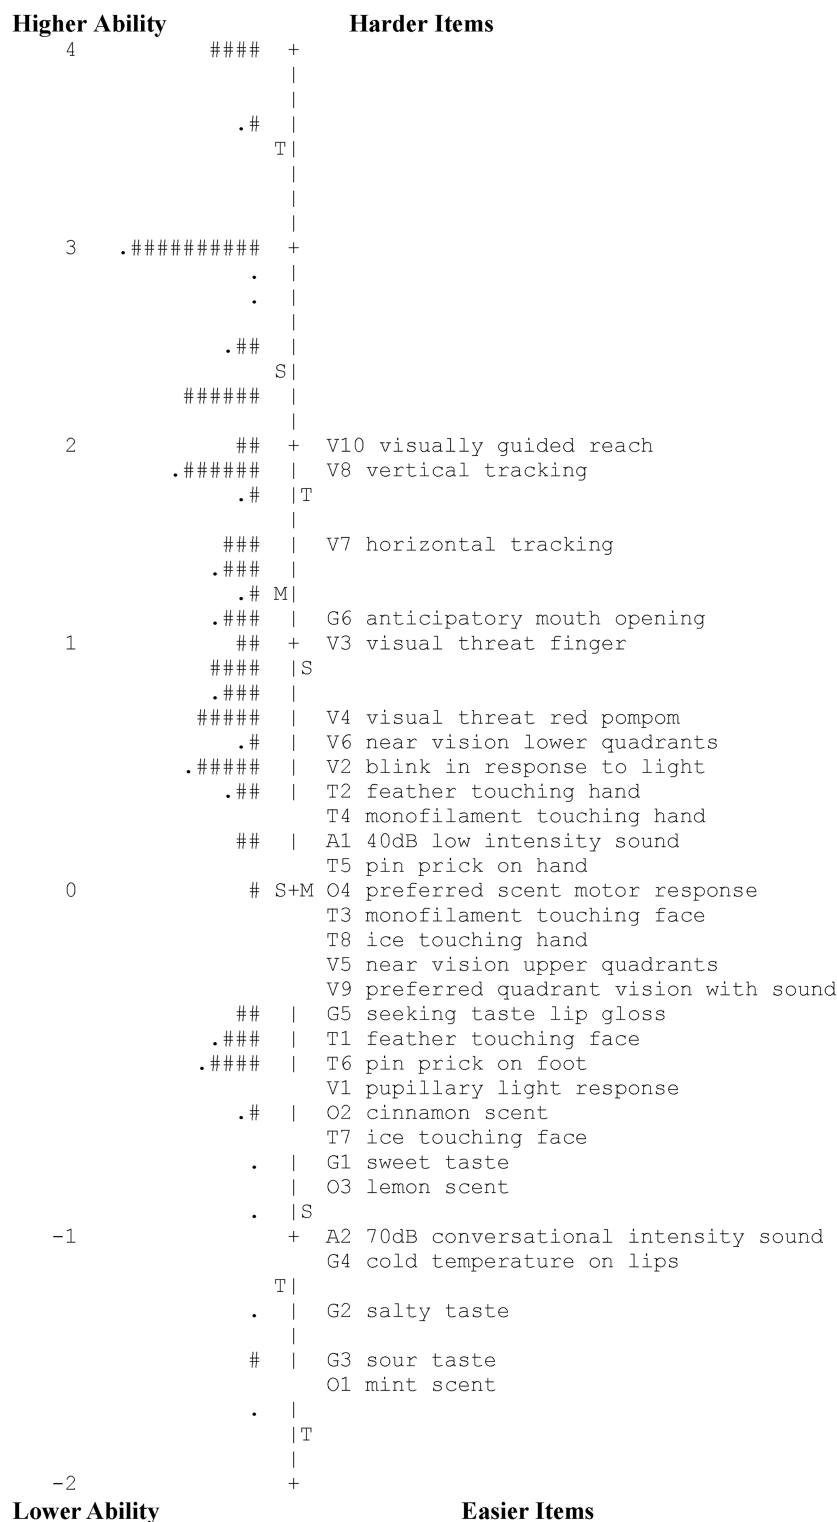 Higher Ability Harder Items
4 #### +
|
|
.# |
T|
|
|
|
3 .########## +
. |
. |
|
.## |
S|
###### |
|
2 ## + V10 visually guided reach
.###### | V8 vertical tracking
.# |T
|
### | V7 horizontal tracking
.### |
.# M|
.### | G6 anticipatory mouth opening
1 ## + V3 visual threat finger
#### |S
.### |
##### | V4 visual threat red pompom
.# | V6 near vision lower quadrants
.##### | V2 blink in response to light
.## | T2 feather touching hand
T4 monofilament touching hand
## | A1 40dB low intensity sound
T5 pin prick on hand
0 # S+M O4 preferred scent motor response
T3 monofilament touching face
T8 ice touching hand
V5 near vision upper quadrants
V9 preferred quadrant vision with sound
## | G5 seeking taste lip gloss
.### | T1 feather touching face
.#### | T6 pin prick on foot
V1 pupillary light response
.# | O2 cinnamon scent
T7 ice touching face
. | G1 sweet taste
| O3 lemon scent
. |S
-1 + A2 70dB conversational intensity sound
G4 cold temperature on lips
T|
. | G2 salty taste
|
# | G3 sour taste
O1 mint scent
. |
|T
|
-2 +
Lower Ability Easier Items